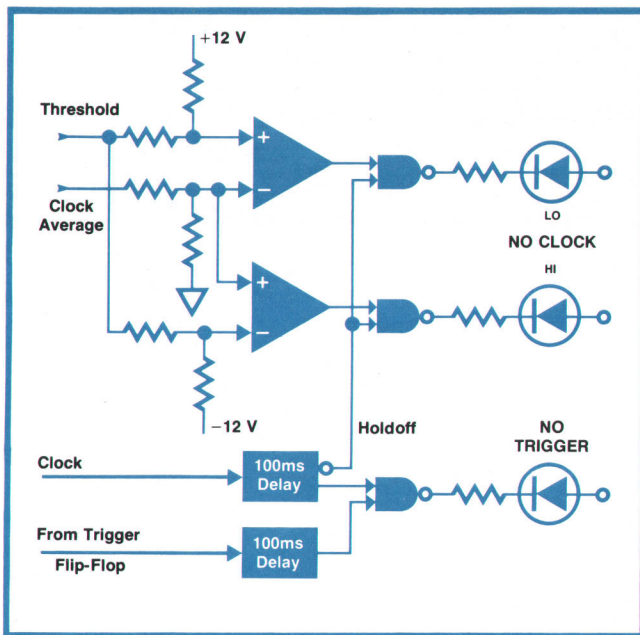 +12 V
Threshold
+
−
Clock
Average
LO
NO CLOCK
HI
+
−
−12 V
Holdoff
NO
TRIGGER
Clock
100ms
Delay
From Trigger
Flip-Flop
100ms
Delay